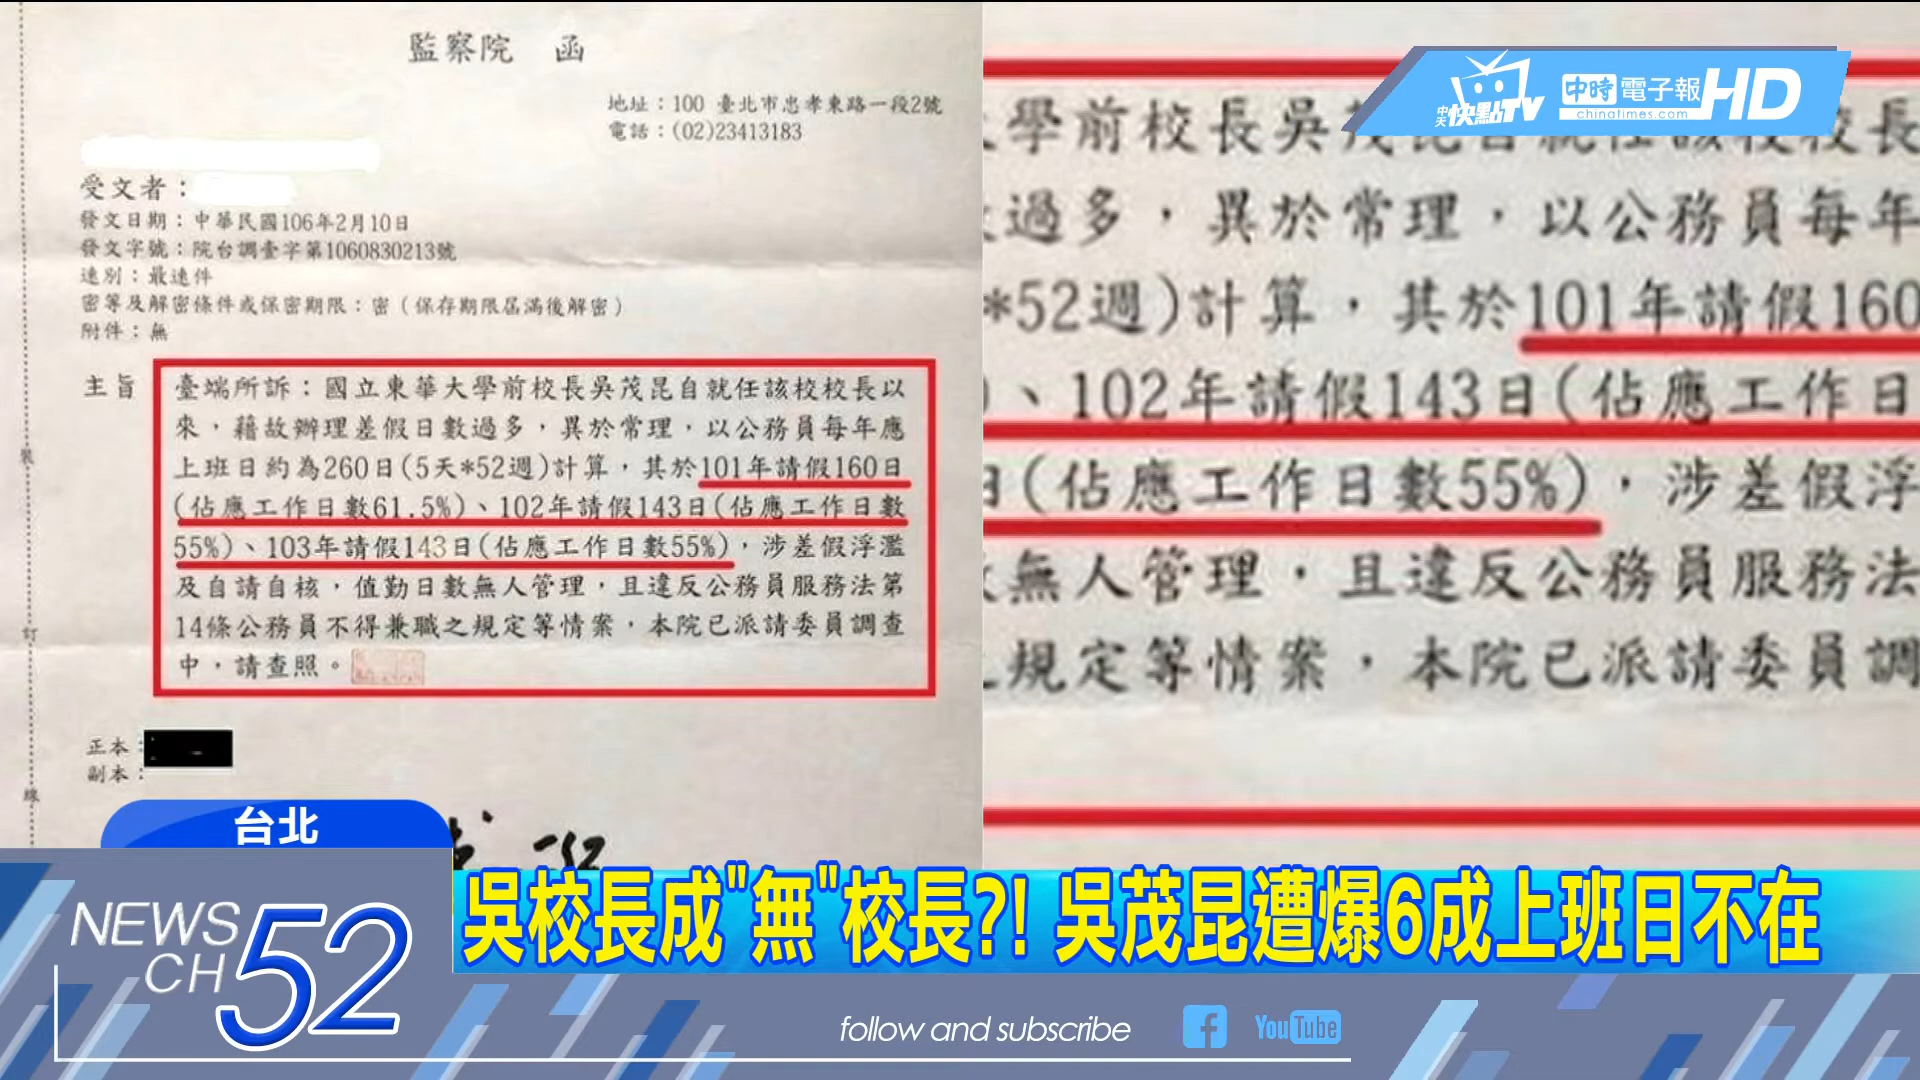 監察院 函
地址：100 臺北市忠孝東路一段2號
電話：(02)23413183
受文者：
發文日期：中華民國106年2月10日
發文字號：院台調壹字第1060830213號
速別：最速件
密等及解密條件或保密期限：密（保存期限屆滿後解密）
附件：無
主旨
臺端所訴：國立東華大學前校長吳茂昆自就任該校校長以
來，藉故辦理差假日數過多，異於常理，以公務員每年應
上班日約為260日(5天*52週)計算，其於101年請假160日
(佔應工作日數61.5%)、102年請假143日(佔應工作日數
55%)、103年請假143日(佔應工作日數55%)，涉差假浮濫
及自請自核，值勤日數無人管理，且違反公務員服務法第
14條公務員不得兼職之規定等情案，本院已派請委員調查
中，請查照。
正本：
副本：
裝
訂
線
學前校長吳茂昆自就任該校校長
過多，異於常理，以公務員每年
*52週)計算，其於101年請假160
)、102年請假143日(佔應工作日
日(佔應工作日數55%)，涉差假浮
無人管理，且違反公務員服務法
規定等情案，本院已派請委員調
中天快點TV
中時電子報HD
chinatimes.com
台北
吳校長成"無"校長?! 吳茂昆遭爆6成上班日不在
NEWS
CH
52
follow and subscribe
f
YouTube